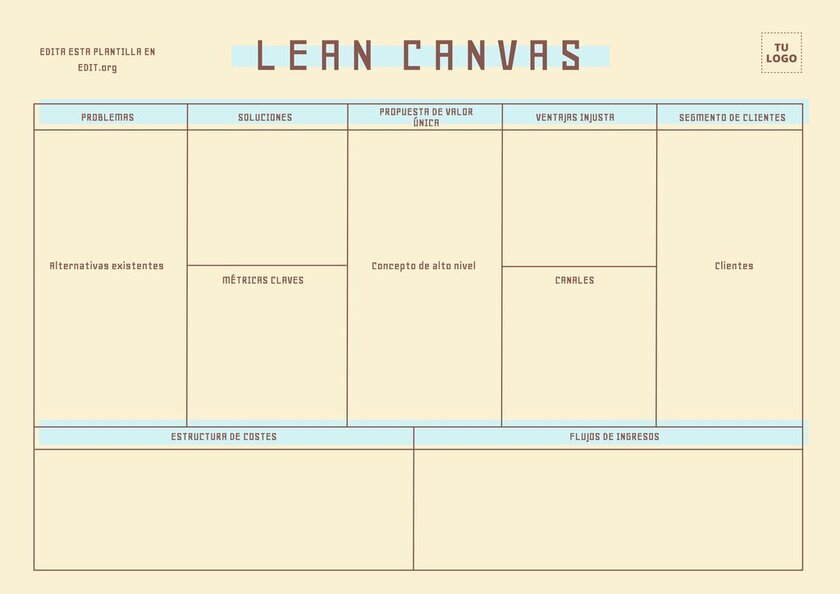 EDITA ESTA PLANTILLA EN
EDIT.org
LEAN CANVAS
TU
LOGO
PROBLEMAS
SOLUCIONES
PROPUESTA DE VALOR
ÚNICA
VENTAJAS INJUSTA
SEGMENTO DE CLIENTES
Alternativas existentes
MÉTRICAS CLAVES
Concepto de alto nivel
CANALES
Clientes
ESTRUCTURA DE COSTES
FLUJOS DE INGRESOS